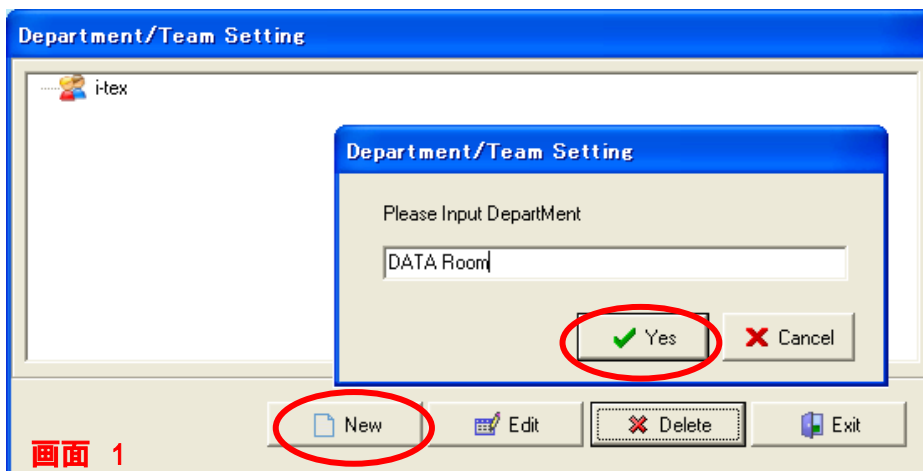 Department/Team Setting
i-tex
Department/Team Setting
Please Input DepartMent
DATA Room
Yes
Cancel
New
Edit
Delete
Exit
画面 1